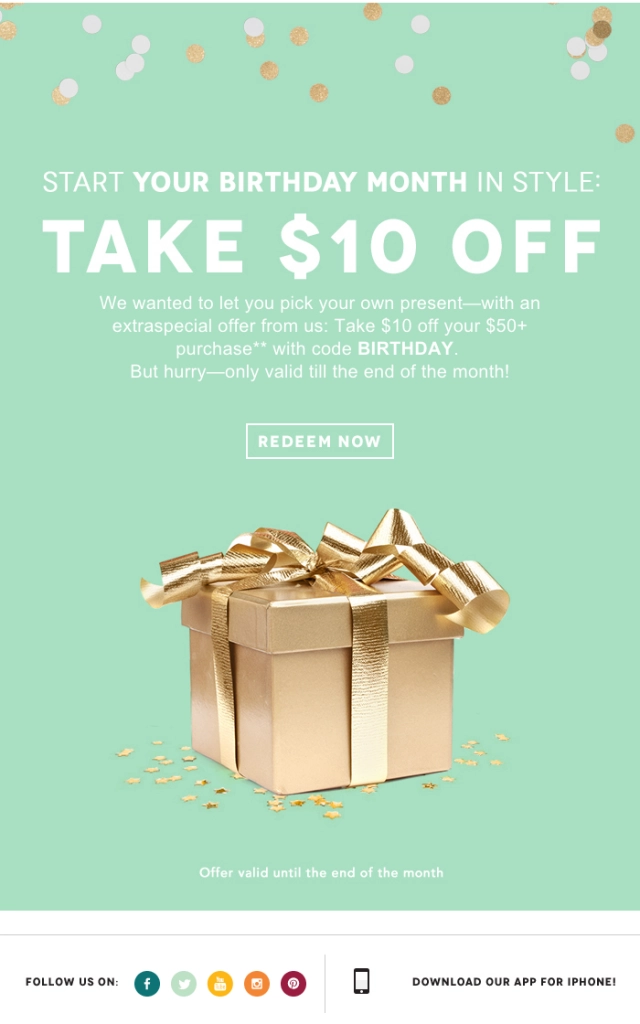 START YOUR BIRTHDAY MONTH IN STYLE:
TAKE $10 OFF
We wanted to let you pick your own present—with an
extraspecial offer from us: Take $10 off your $50+
purchase** with code BIRTHDAY.
But hurry—only valid till the end of the month!
REDEEM NOW
Offer valid until the end of the month
FOLLOW US ON:
DOWNLOAD OUR APP FOR IPHONE!